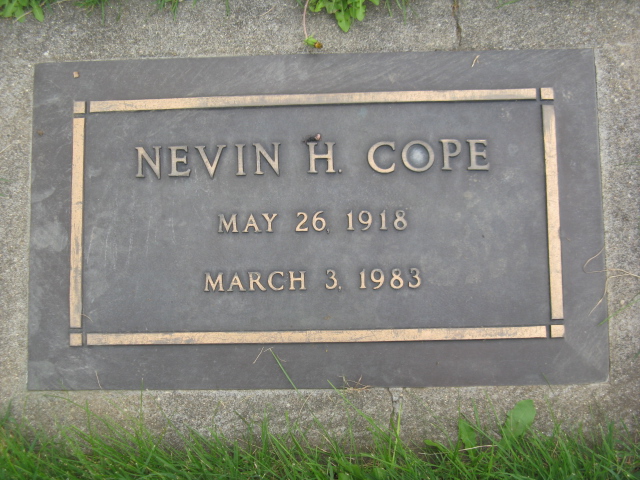 NEVIN H. COPE
MAY 26, 1918
MARCH 3, 1983